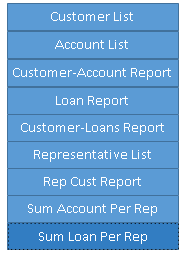 Customer List
Account List
Customer-Account Report
Loan Report
Customer-Loans Report
Representative List
Rep Cust Report
Sum Account Per Rep
Sum Loan Per Rep